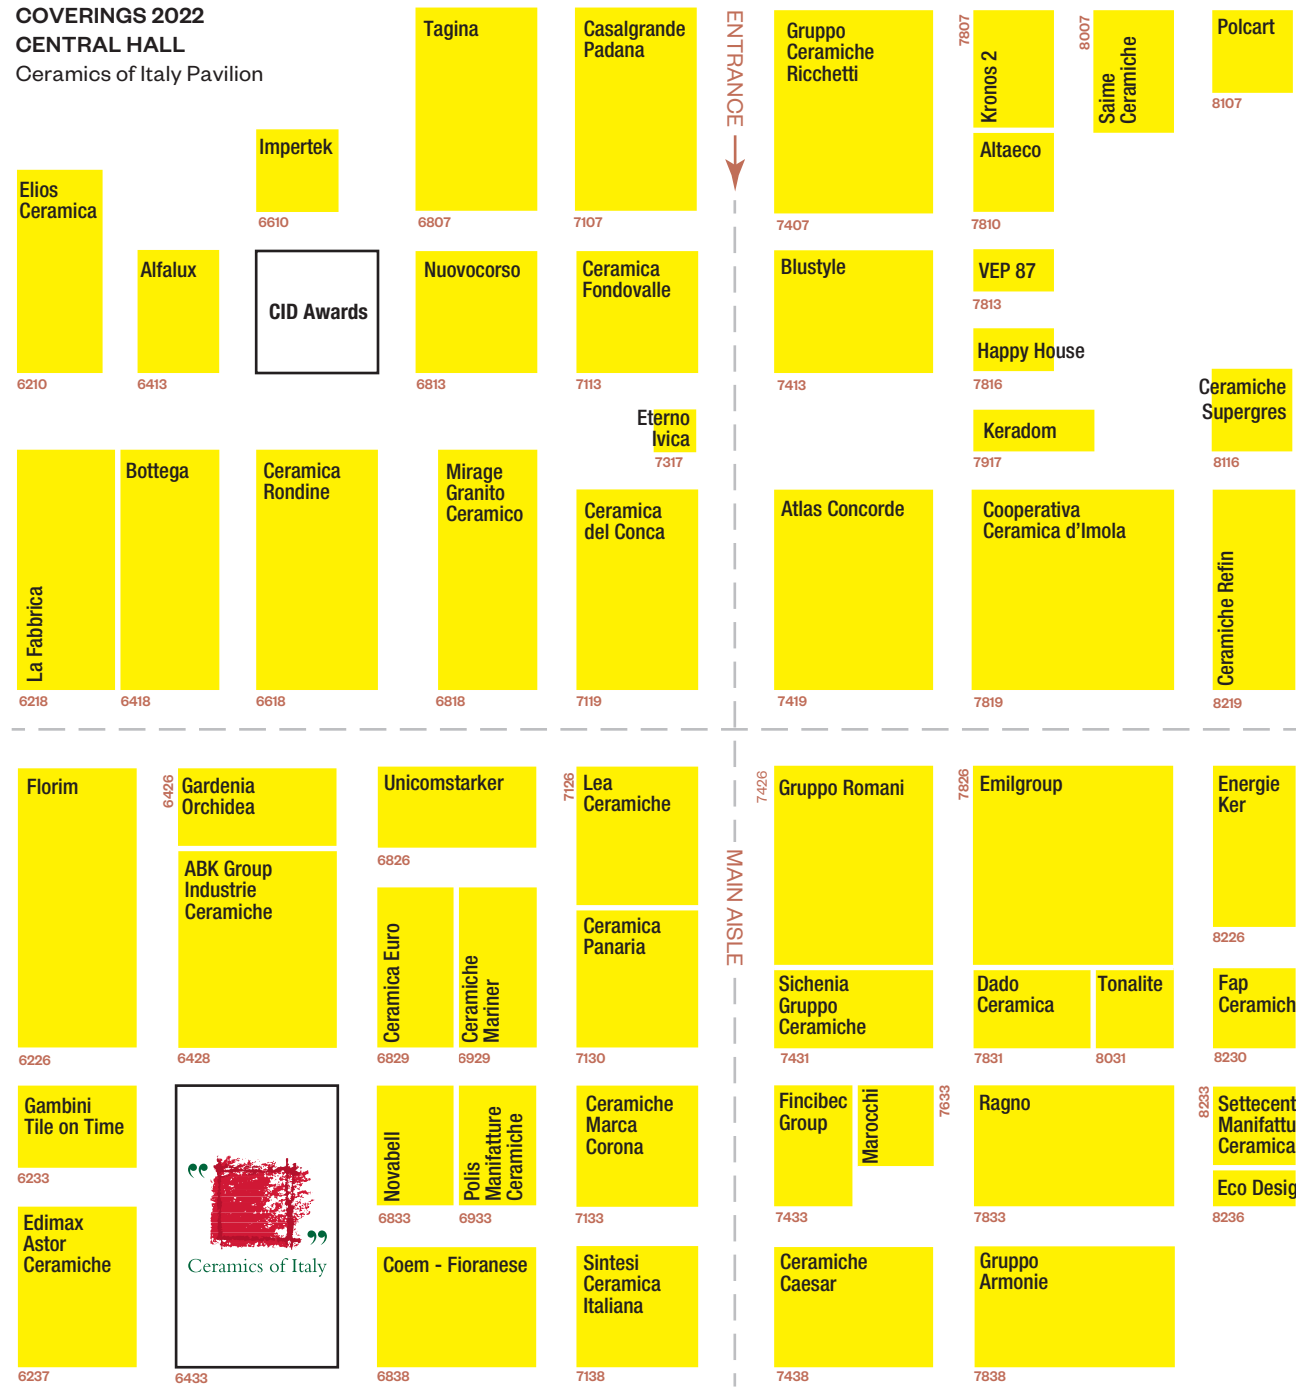 COVERINGS 2022
CENTRAL HALL
Ceramics of Italy Pavilion
Tagina
6807
Casalgrande
Padana
7107
ENTRANCE
Gruppo
Ceramiche
Ricchetti
7407
7807
Kronos 2
8007
Saime
Ceramiche
Polcart
8107
Impertek
6610
Altaeco
7810
Elios
Ceramica
6210
Alfalux
6413
CID Awards
Nuovocorso
6813
Ceramica
Fondovalle
7113
Blustyle
7413
VEP 87
7813
Happy House
7816
Ceramiche
Supergres
8116
Eterno
Ivica
7317
Keradom
7917
La Fabbrica
6218
Bottega
6418
Ceramica
Rondine
6618
Mirage
Granito
Ceramico
6818
Ceramica
del Conca
7119
Atlas Concorde
7419
Cooperativa
Ceramica d'Imola
7819
Ceramiche Refin
8219
Florim
6226
6426
Gardenia
Orchidea
Unicomstarker
6826
7126
Lea
Ceramiche
7426
Gruppo Romani
7826
Emilgroup
Energie
Ker
8226
ABK Group
Industrie
Ceramiche
6428
MAIN AISLE
Ceramica Euro
6829
Ceramiche
Mariner
6929
Ceramica
Panaria
7130
Sichenia
Gruppo
Ceramiche
7431
Dado
Ceramica
7831
Tonalite
8031
Fap
Ceramich
8230
Gambini
Tile on Time
6233
Novabell
6833
Polis
Manifatture
Ceramiche
6933
Ceramiche
Marca
Corona
7133
Fincibec
Group
7433
Marocchi
7633
Ragno
7833
8233
Settecent
Manifattu
Ceramica
Eco Desig
8236
Edimax
Astor
Ceramiche
6237
Ceramics of Italy
6433
Coem - Fioranese
6838
Sintesi
Ceramica
Italiana
7138
Ceramiche
Caesar
7438
Gruppo
Armonie
7838